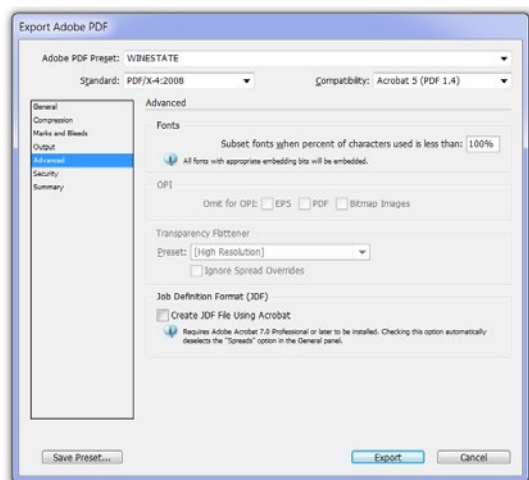 Export Adobe PDF
Adobe PDF Preset: WINESTATE
Standard: PDF/X-4:2008 Compatibility: Acrobat 5 (PDF 1.4)
General
Compression
Marks and Bleeds
Output
Advanced
Security
Summary
Advanced
Fonts
Subset fonts when percent of characters used is less than: 100%
All fonts with appropriate embedding bits will be embedded.
OPI
Omit for OPI: EPS PDF Bitmap Images
Transparency Flattener
Preset: [High Resolution]
Ignore Spread Overrides
Job Definition Format (JDF)
Create JDF File Using Acrobat
Requires Adobe Acrobat 7.0 Professional or later to be installed. Checking this option automatically
deselects the "Spreads" option in the General panel.
Save Preset... Export Cancel